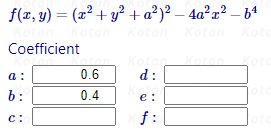 f(x, y) = (x² + y² + a²)² − 4a²x² − b⁴
Coefficient
a : 0.6 d :
b : 0.4 e :
c : f :